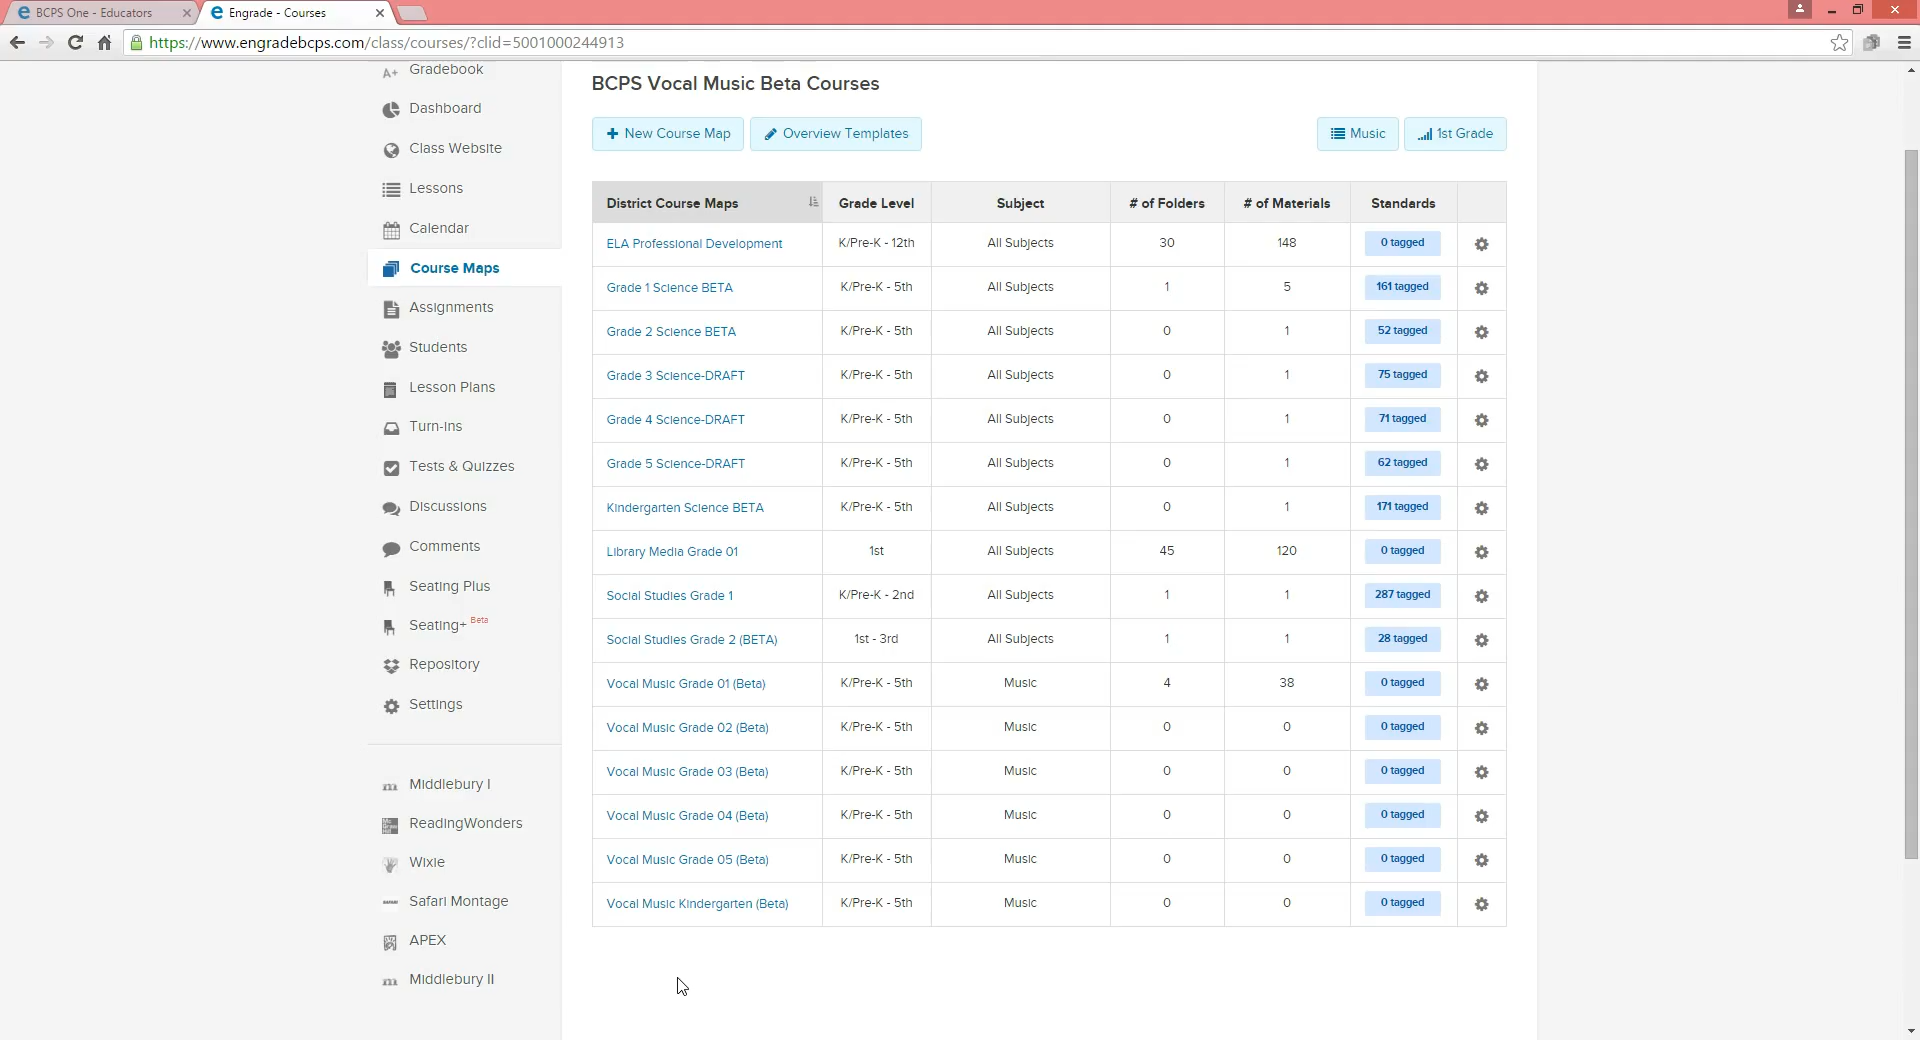 BCPS One - Educators
Engrade - Courses
https://www.engradebcps.com/class/courses/?clid=5001000244913
A+ Gradebook
Dashboard
Class Website
Lessons
Calendar
Course Maps
Assignments
Students
Lesson Plans
Turn-ins
Tests & Quizzes
Discussions
Comments
Seating Plus
Seating+ Beta
Repository
Settings
m Middlebury I
ReadingWonders
Wixie
Safari Montage
APEX
m Middlebury II
BCPS Vocal Music Beta Courses
New Course Map Overview Templates Music 1st Grade
District Course Maps Grade Level Subject # of Folders # of Materials Standards
ELA Professional Development K/Pre-K - 12th All Subjects 30 148 0 tagged
Grade 1 Science BETA K/Pre-K - 5th All Subjects 1 5 161 tagged
Grade 2 Science BETA K/Pre-K - 5th All Subjects 0 1 52 tagged
Grade 3 Science-DRAFT K/Pre-K - 5th All Subjects 0 1 75 tagged
Grade 4 Science-DRAFT K/Pre-K - 5th All Subjects 0 1 71 tagged
Grade 5 Science-DRAFT K/Pre-K - 5th All Subjects 0 1 62 tagged
Kindergarten Science BETA K/Pre-K - 5th All Subjects 0 1 171 tagged
Library Media Grade 01 1st All Subjects 45 120 0 tagged
Social Studies Grade 1 K/Pre-K - 2nd All Subjects 1 1 287 tagged
Social Studies Grade 2 (BETA) 1st - 3rd All Subjects 1 1 28 tagged
Vocal Music Grade 01 (Beta) K/Pre-K - 5th Music 4 38 0 tagged
Vocal Music Grade 02 (Beta) K/Pre-K - 5th Music 0 0 0 tagged
Vocal Music Grade 03 (Beta) K/Pre-K - 5th Music 0 0 0 tagged
Vocal Music Grade 04 (Beta) K/Pre-K - 5th Music 0 0 0 tagged
Vocal Music Grade 05 (Beta) K/Pre-K - 5th Music 0 0 0 tagged
Vocal Music Kindergarten (Beta) K/Pre-K - 5th Music 0 0 0 tagged